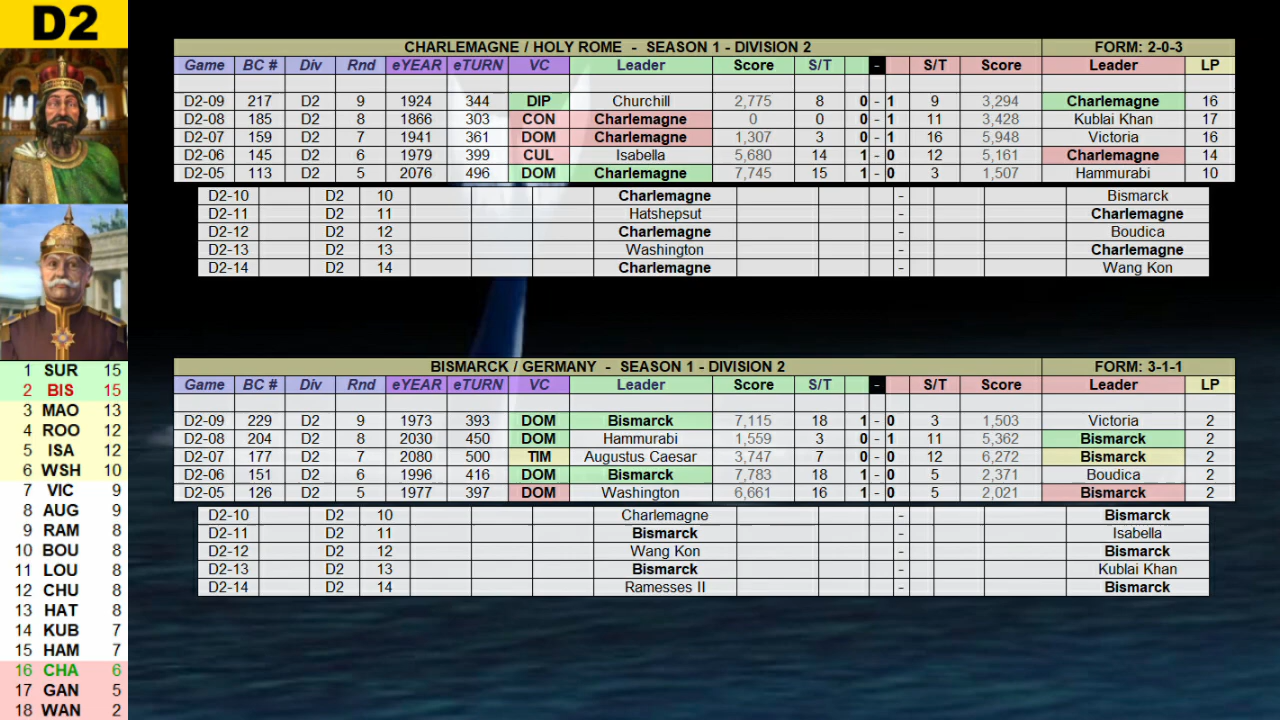 D2
CHARLEMAGNE / HOLY ROME - SEASON 1 - DIVISION 2 FORM: 2-0-3
Game BC # Div Rnd eYEAR eTURN VC Leader Score S/T - S/T Score Leader LP
D2-09 217 D2 9 1924 344 DIP Churchill 2,775 8 0 - 1 9 3,294 Charlemagne 16
D2-08 185 D2 8 1866 303 CON Charlemagne 0 0 0 - 1 11 3,428 Kublai Khan 17
D2-07 159 D2 7 1941 361 DOM Charlemagne 1,307 3 0 - 1 16 5,948 Victoria 16
D2-06 145 D2 6 1979 399 CUL Isabella 5,680 14 1 - 0 12 5,161 Charlemagne 14
D2-05 113 D2 5 2076 496 DOM Charlemagne 7,745 15 1 - 0 3 1,507 Hammurabi 10
D2-10 D2 10 Charlemagne - Bismarck
D2-11 D2 11 Hatshepsut - Charlemagne
D2-12 D2 12 Charlemagne - Boudica
D2-13 D2 13 Washington - Charlemagne
D2-14 D2 14 Charlemagne - Wang Kon
BISMARCK / GERMANY - SEASON 1 - DIVISION 2 FORM: 3-1-1
Game BC # Div Rnd eYEAR eTURN VC Leader Score S/T - S/T Score Leader LP
D2-09 229 D2 9 1973 393 DOM Bismarck 7,115 18 1 - 0 3 1,503 Victoria 2
D2-08 204 D2 8 2030 450 DOM Hammurabi 1,559 3 0 - 1 11 5,362 Bismarck 2
D2-07 177 D2 7 2080 500 TIM Augustus Caesar 3,747 7 0 - 0 12 6,272 Bismarck 2
D2-06 151 D2 6 1996 416 DOM Bismarck 7,783 18 1 - 0 5 2,371 Boudica 2
D2-05 126 D2 5 1977 397 DOM Washington 6,661 16 1 - 0 5 2,021 Bismarck 2
D2-10 D2 10 Charlemagne - Bismarck
D2-11 D2 11 Bismarck - Isabella
D2-12 D2 12 Wang Kon - Bismarck
D2-13 D2 13 Bismarck - Kublai Khan
D2-14 D2 14 Ramesses II - Bismarck
1 SUR 15
2 BIS 15
3 MAO 13
4 ROO 12
5 ISA 12
6 WSH 10
7 VIC 9
8 AUG 9
9 RAM 8
10 BOU 8
11 LOU 8
12 CHU 8
13 HAT 8
14 KUB 7
15 HAM 7
16 CHA 6
17 GAN 5
18 WAN 2